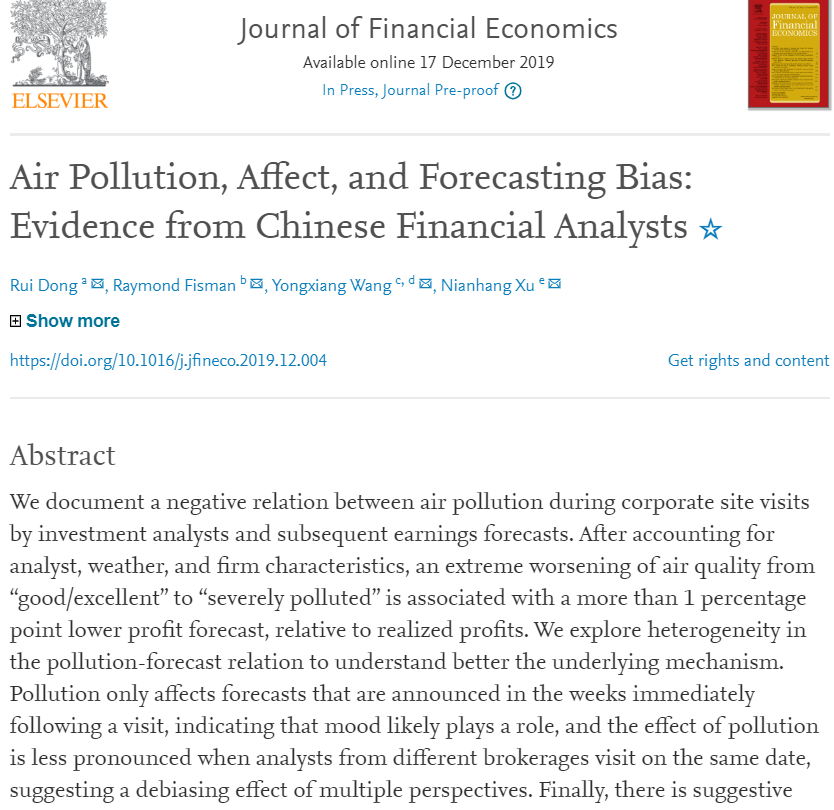 Journal of Financial Economics
Available online 17 December 2019
In Press, Journal Pre-proof ?
ELSEVIER
JOURNAL OF
Financial
ECONOMICS
Air Pollution, Affect, and Forecasting Bias:
Evidence from Chinese Financial Analysts
Rui Dong a, Raymond Fisman b, Yongxiang Wang c, d, Nianhang Xu e
Show more
https://doi.org/10.1016/j.jfineco.2019.12.004
Get rights and content
Abstract
We document a negative relation between air pollution during corporate site visits
by investment analysts and subsequent earnings forecasts. After accounting for
analyst, weather, and firm characteristics, an extreme worsening of air quality from
“good/excellent” to “severely polluted” is associated with a more than 1 percentage
point lower profit forecast, relative to realized profits. We explore heterogeneity in
the pollution-forecast relation to understand better the underlying mechanism.
Pollution only affects forecasts that are announced in the weeks immediately
following a visit, indicating that mood likely plays a role, and the effect of pollution
is less pronounced when analysts from different brokerages visit on the same date,
suggesting a debiasing effect of multiple perspectives. Finally, there is suggestive